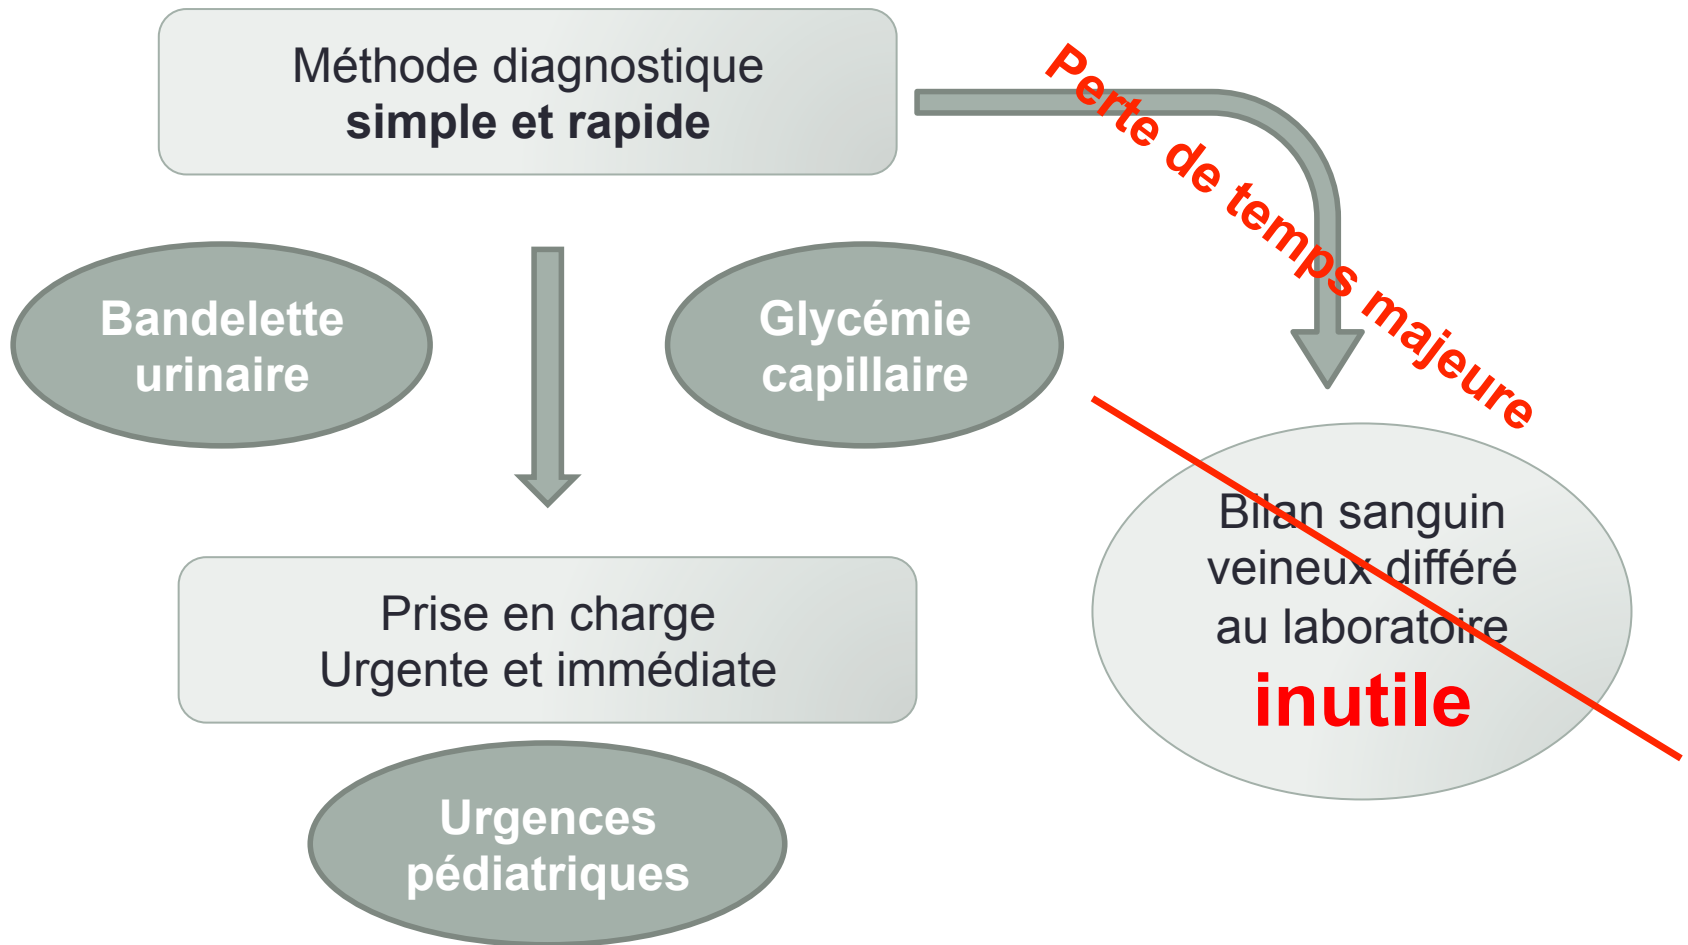 Méthode diagnostique
simple et rapide
Perte de temps majeure
Bandelette
urinaire
Glycémie
capillaire
Bilan sanguin
veineux différé
au laboratoire
inutile
Prise en charge
Urgente et immédiate
Urgences
pédiatriques